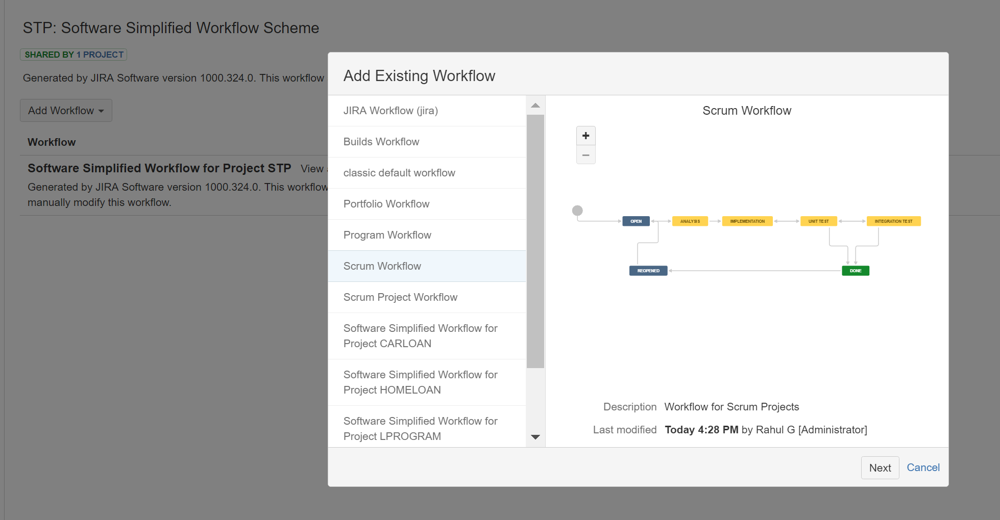 STP: Software Simplified Workflow Scheme
SHARED BY 1 PROJECT
Generated by JIRA Software version 1000.324.0. This workflow
Add Workflow
Workflow
Software Simplified Workflow for Project STP View
Generated by JIRA Software version 1000.324.0. This workflow
manually modify this workflow.
Add Existing Workflow
JIRA Workflow (jira)
Builds Workflow
classic default workflow
Portfolio Workflow
Program Workflow
Scrum Workflow
Scrum Project Workflow
Software Simplified Workflow for
Project CARLOAN
Software Simplified Workflow for
Project HOMELOAN
Software Simplified Workflow for
Project LPROGRAM
Scrum Workflow
+
−
OPEN
ANALYSIS
IMPLEMENTATION
UNIT TEST
INTEGRATION TEST
REOPENED
DONE
Description Workflow for Scrum Projects
Last modified Today 4:28 PM by Rahul G [Administrator]
Next Cancel